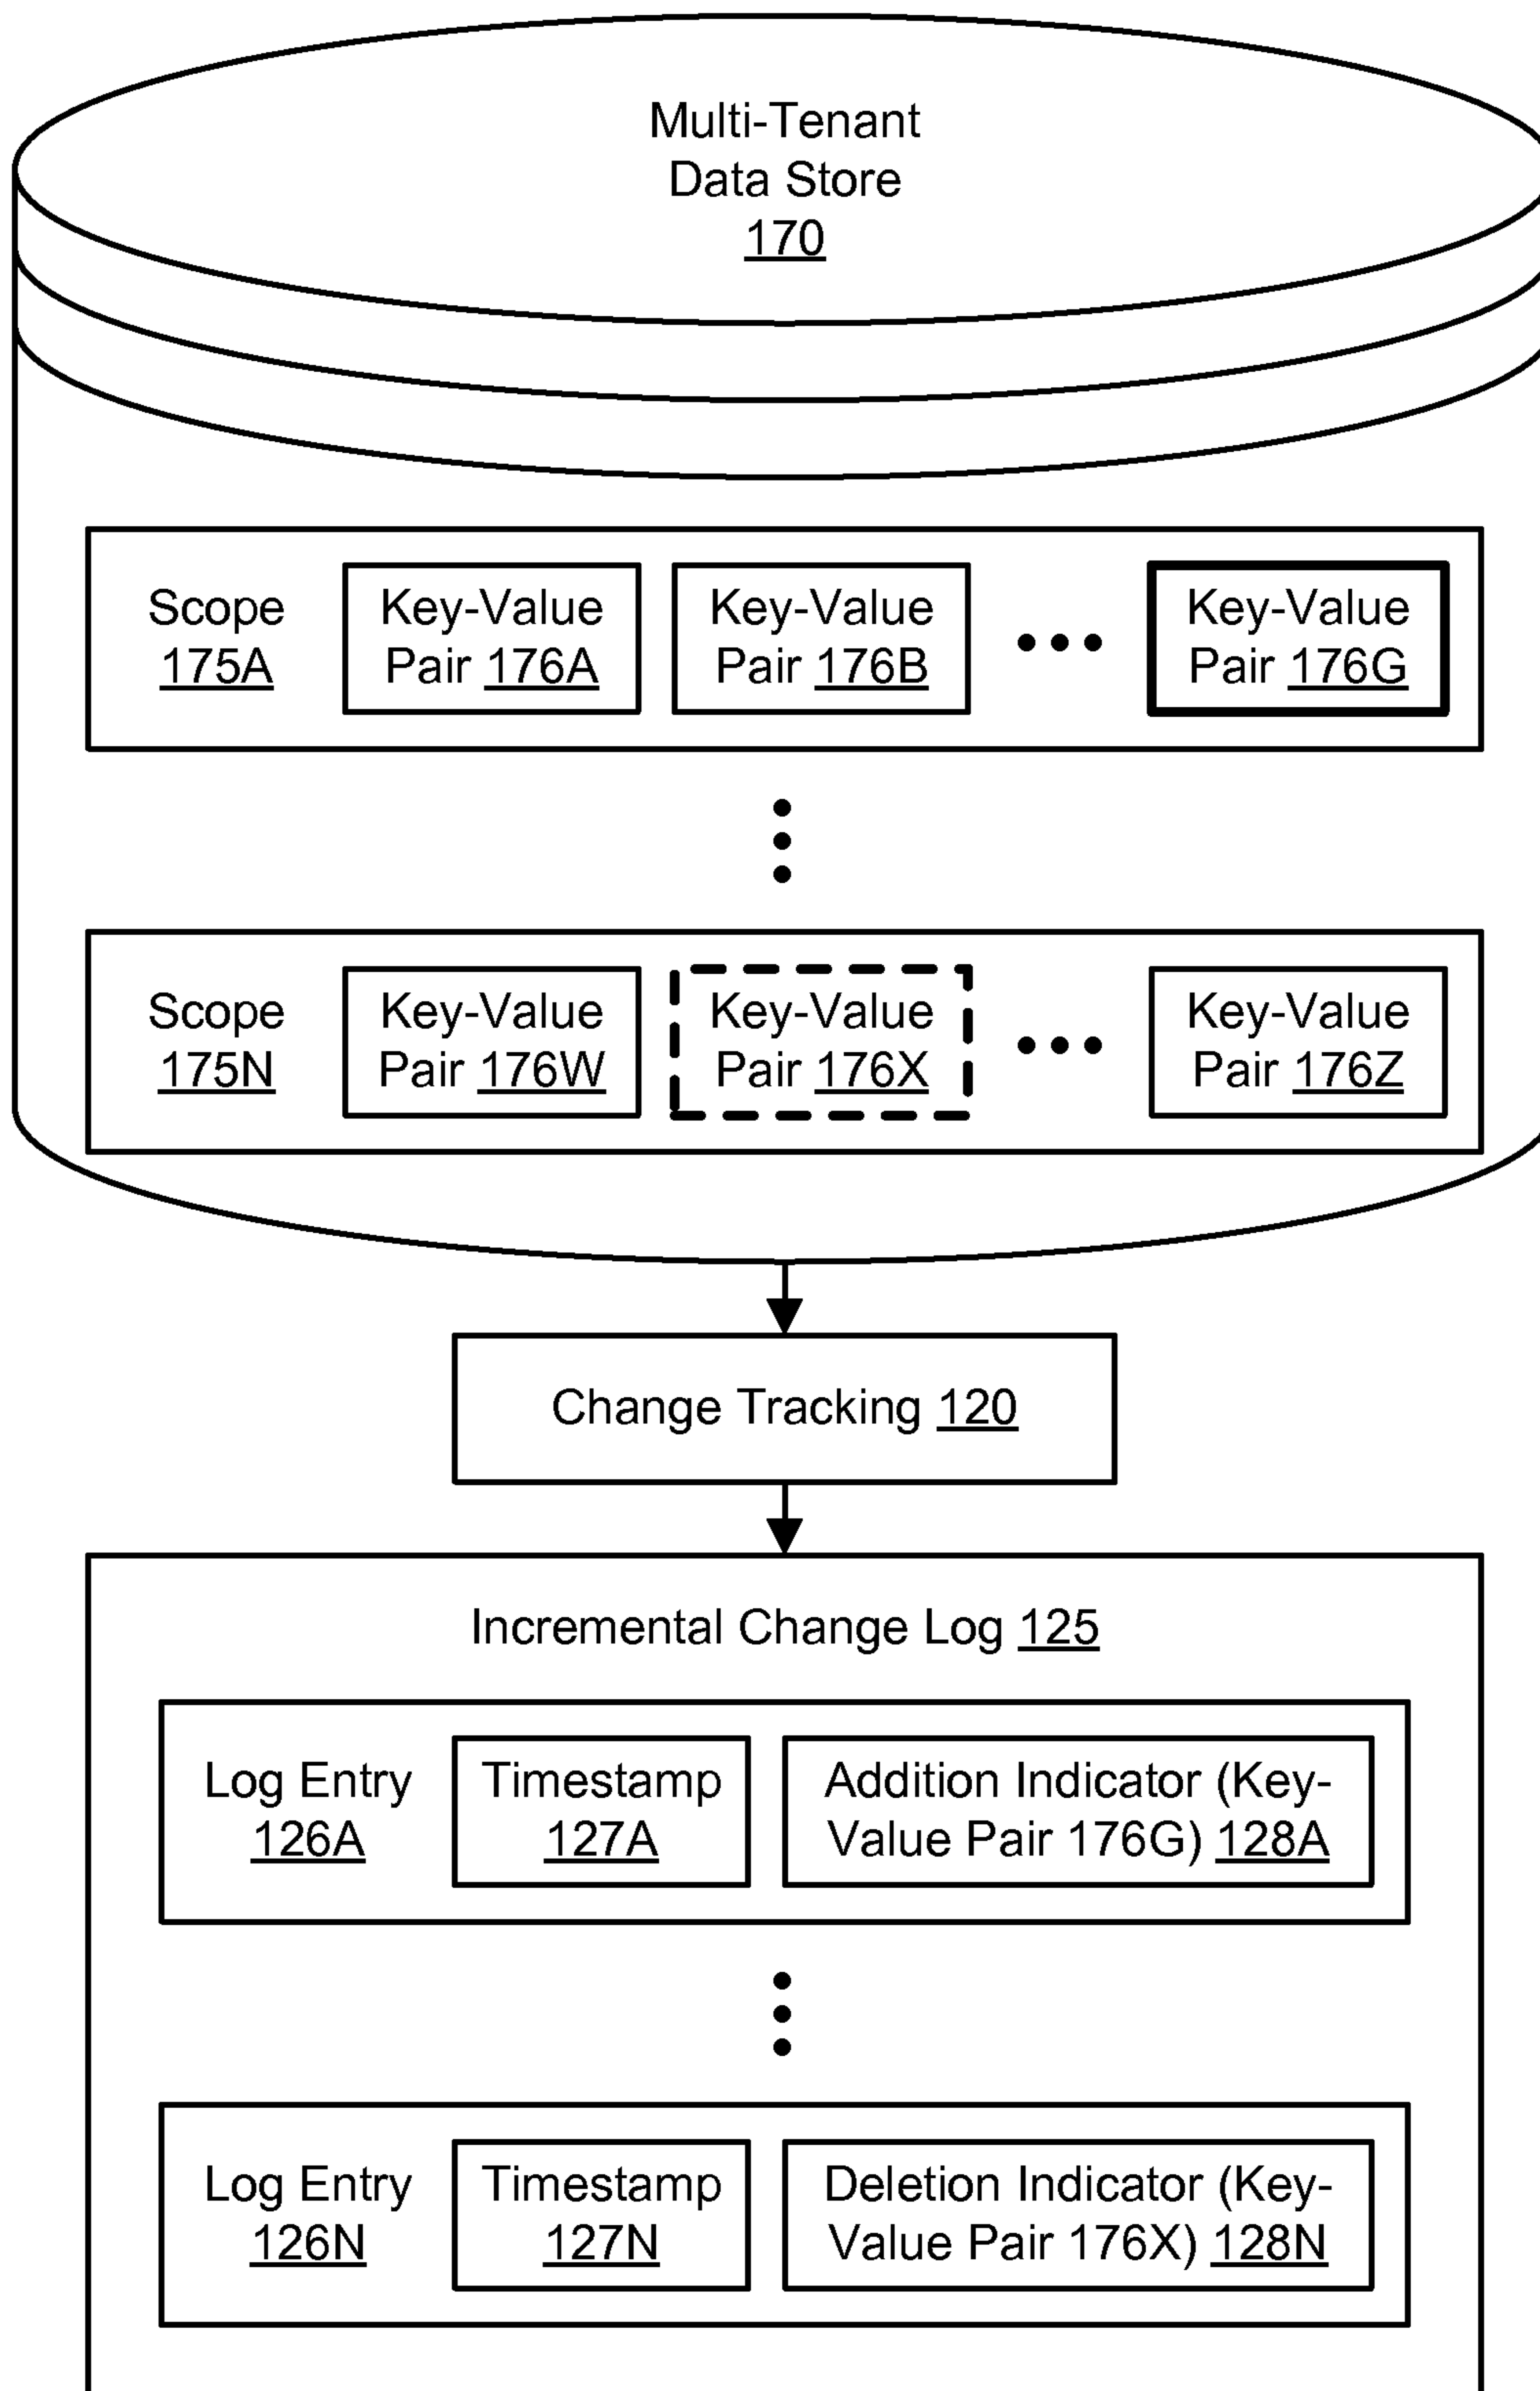 Multi-Tenant
Data Store
170
Scope
175A
Key-Value
Pair 176A
Key-Value
Pair 176B
Key-Value
Pair 176G
Scope
175N
Key-Value
Pair 176W
Key-Value
Pair 176X
Key-Value
Pair 176Z
Change Tracking 120
Incremental Change Log 125
Log Entry
126A
Timestamp
127A
Addition Indicator (Key-
Value Pair 176G) 128A
Log Entry
126N
Timestamp
127N
Deletion Indicator (Key-
Value Pair 176X) 128N